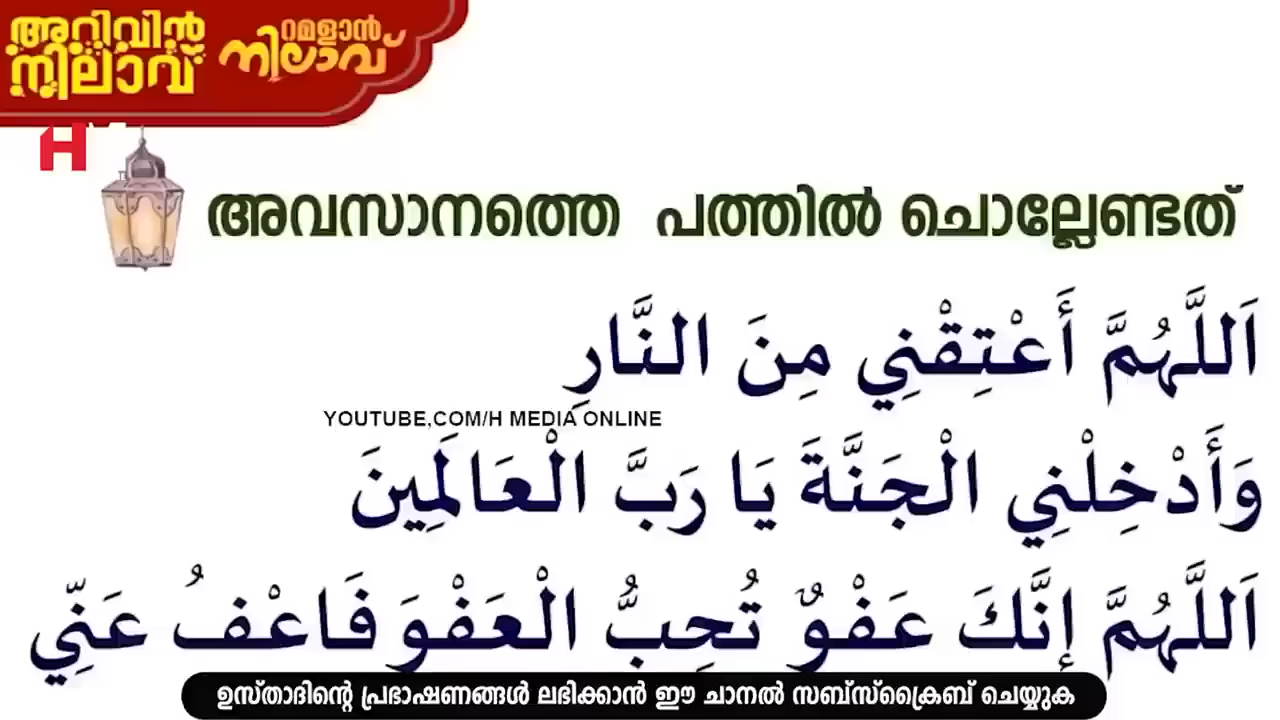 അറിവിൻ നിലാവ്
റമളാൻ നിലാവ്
H
അവസാനത്തെ പത്തിൽ ചൊല്ലേണ്ടത്
اَللَّهُمَّ أَعْتِقْنِي مِنَ النَّارِ
YOUTUBE,COM/H MEDIA ONLINE
وَأَدْخِلْنِي الْجَنَّةَ يَا رَبَّ الْعَالَمِينَ
اَللَّهُمَّ إِنَّكَ عَفْوٌ تُحِبُّ الْعَفْوَ فَاعْفُ عَنِّي
ഉസ്താദിന്റെ പ്രഭാഷണങ്ങൾ ലഭിക്കാൻ ഈ ചാനൽ സബ്സ്ക്രൈബ് ചെയ്യുക